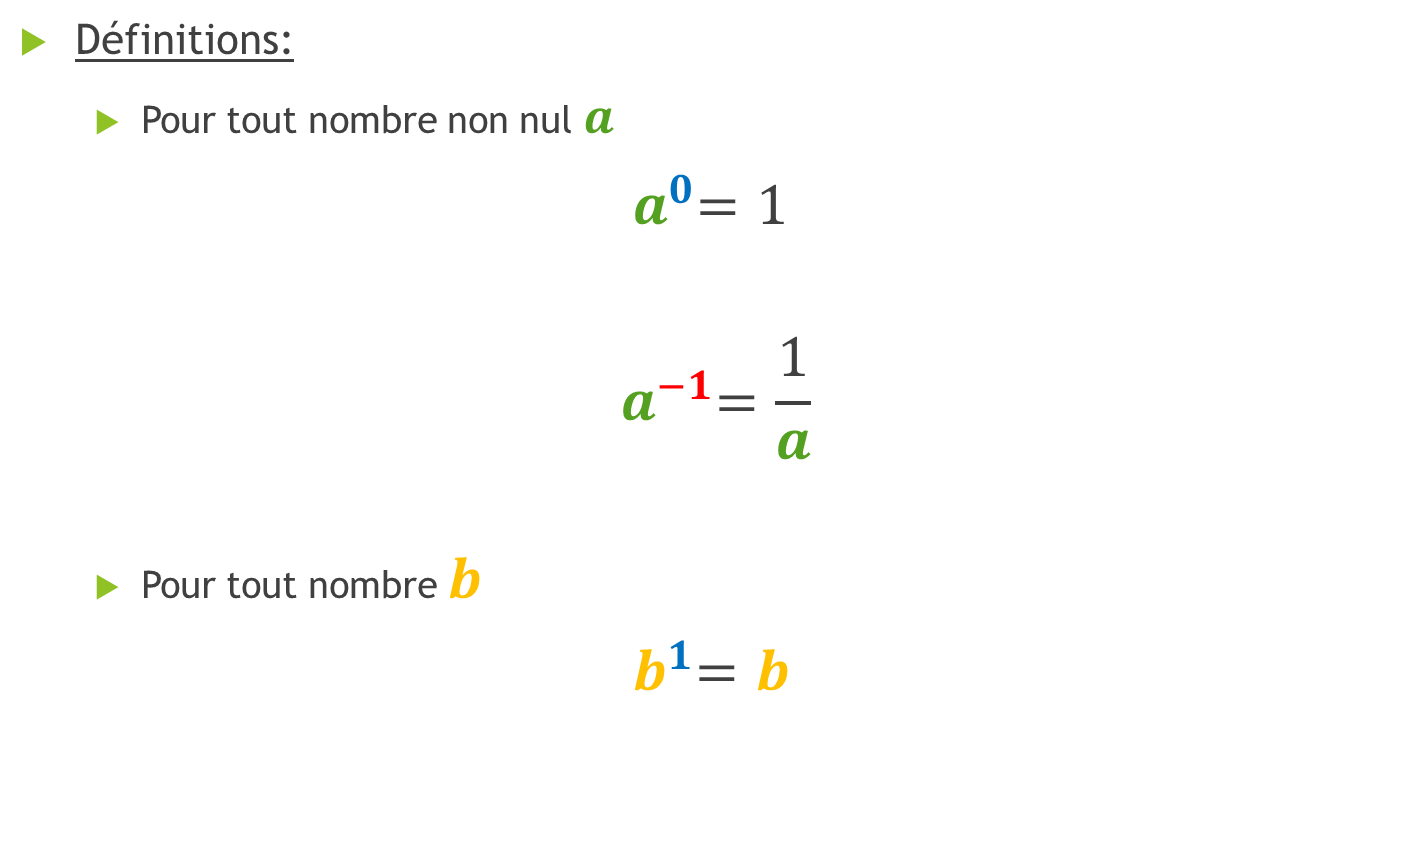 Définitions:
Pour tout nombre non nul a
a⁰= 1
a⁻¹= 1/a
Pour tout nombre b
b¹= b